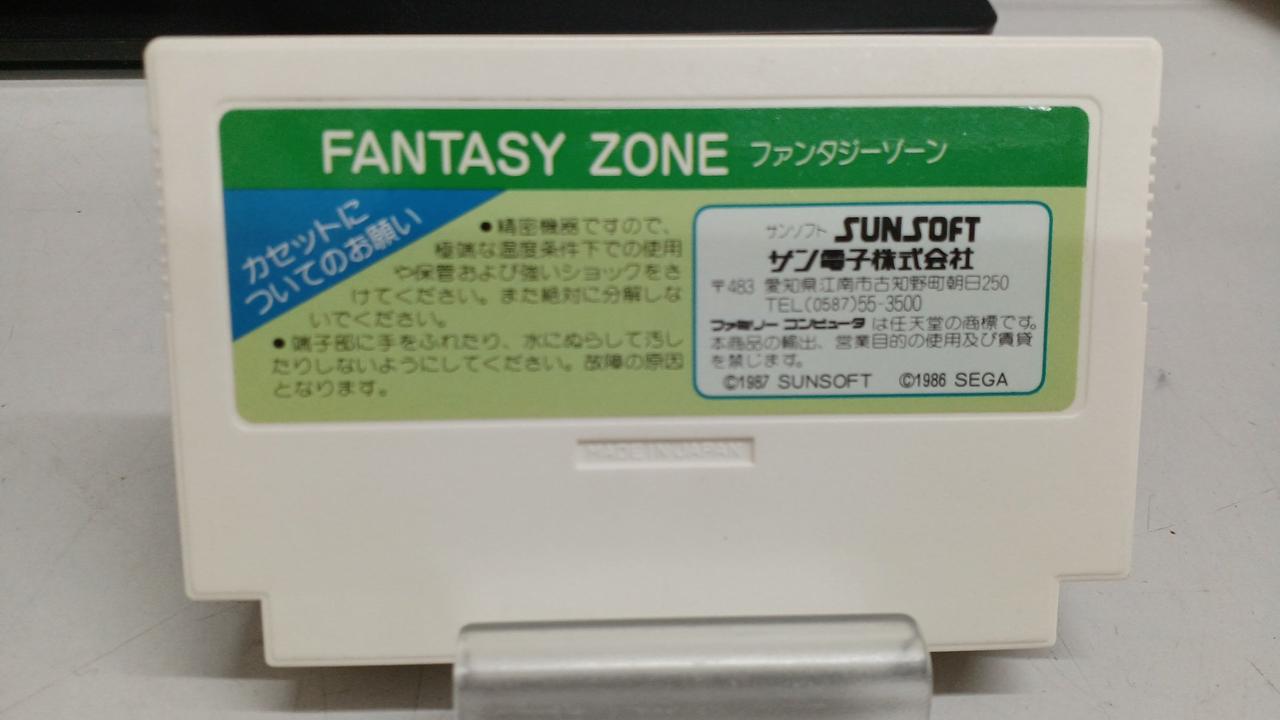 FANTASY ZONE ファンタジーゾーン
カセットに
ついてのお願い
●精密機器ですので、
極端な温度条件下での使用
や保管および強いショックをさ
けてください。また絶対に分解しな
いでください。
●端子部に手をふれたり、水にぬらして汚し
たりしないようにしてください。故障の原因
となります。
サンソフト SUNSOFT
サン電子株式会社
〒483 愛知県江南市古知野町朝日250
TEL(0587)55-3500
ファミリーコンピュータは任天堂の商標です。
本商品の輸出、営業目的の使用及び賃貸
を禁じます。
©1987 SUNSOFT ©1986 SEGA
MADE IN JAPAN